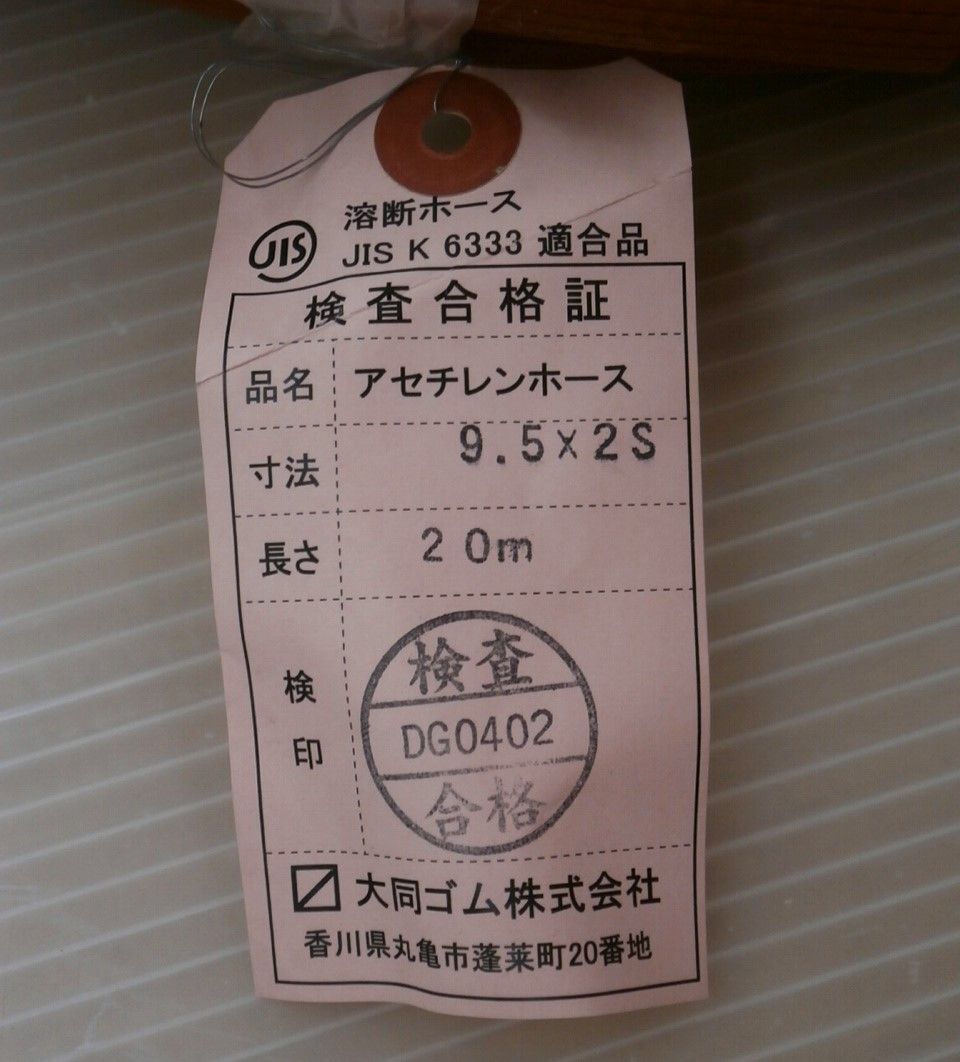 溶断ホース
JIS JIS K 6333 適合品
検査合格証
品名 アセチレンホース
寸法 9.5×2S
長さ 20m
検印
検査
DG0402
合格
大同ゴム株式会社
香川県丸亀市蓬莱町20番地